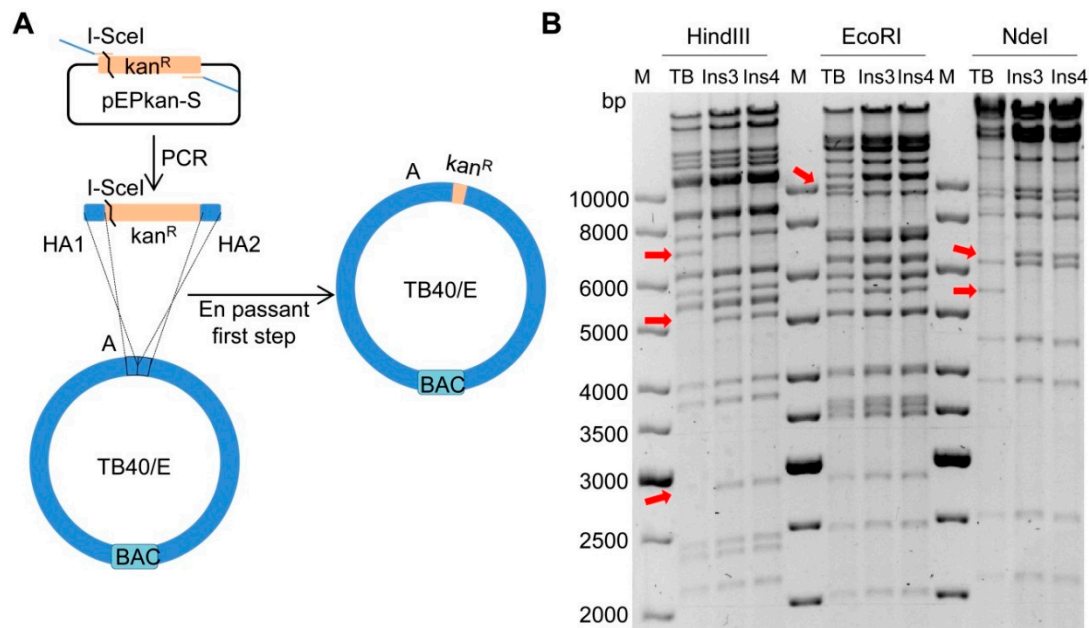 A
I-SceI
kanR
pEPkan-S
PCR
I-SceI
HA1
kanR
HA2
A
TB40/E
BAC
En passant
first step
A
kanR
TB40/E
BAC
B
HindIII
EcoRI
NdeI
M TB Ins3 Ins4 M TB Ins3 Ins4 M TB Ins3 Ins4
bp
10000
8000
6000
5000
4000
3500
3000
2500
2000